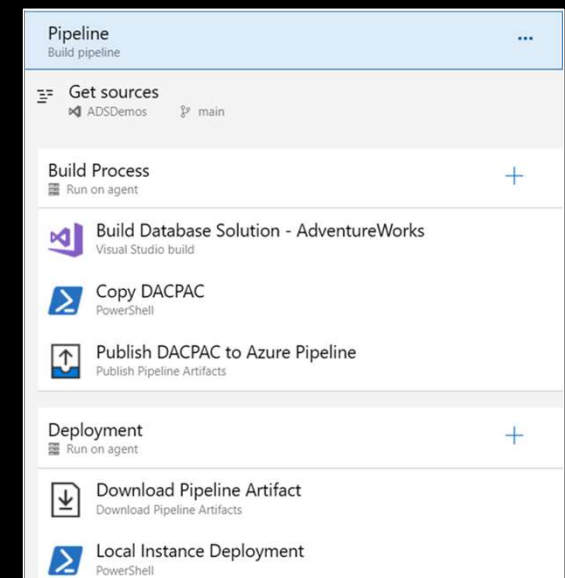 Pipeline
Build pipeline
Get sources
ADSDemos main
Build Process
Run on agent
Build Database Solution - AdventureWorks
Visual Studio build
Copy DACPAC
PowerShell
Publish DACPAC to Azure Pipeline
Publish Pipeline Artifacts
Deployment
Run on agent
Download Pipeline Artifact
Download Pipeline Artifacts
Local Instance Deployment
PowerShell